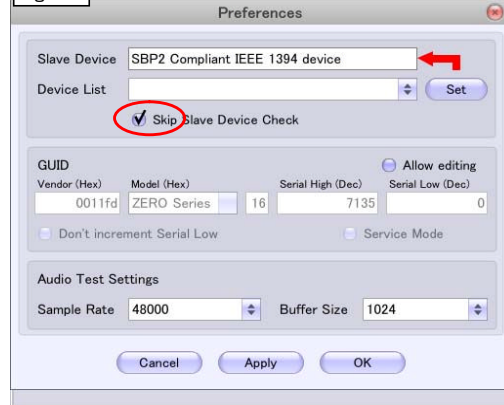 Preferences
Slave Device SBP2 Compliant IEEE 1394 device
Device List Set
Skip Slave Device Check
GUID Allow editing
Vendor (Hex) Model (Hex) Serial High (Dec) Serial Low (Dec)
0011fd ZERO Series 16 7135 0
Don't increment Serial Low Service Mode
Audio Test Settings
Sample Rate 48000 Buffer Size 1024
Cancel Apply OK